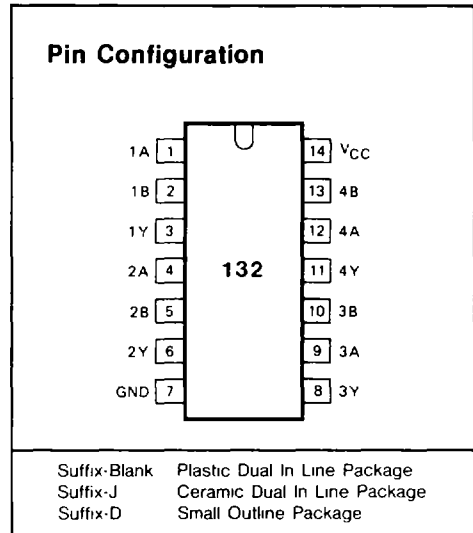 Pin Configuration
1A 1 14 VCC
1B 2 13 4B
1Y 3 12 4A
2A 4 132 11 4Y
2B 5 10 3B
2Y 6 9 3A
GND 7 8 3Y
Suffix-Blank Plastic Dual In Line Package
Suffix-J Ceramic Dual In Line Package
Suffix-D Small Outline Package